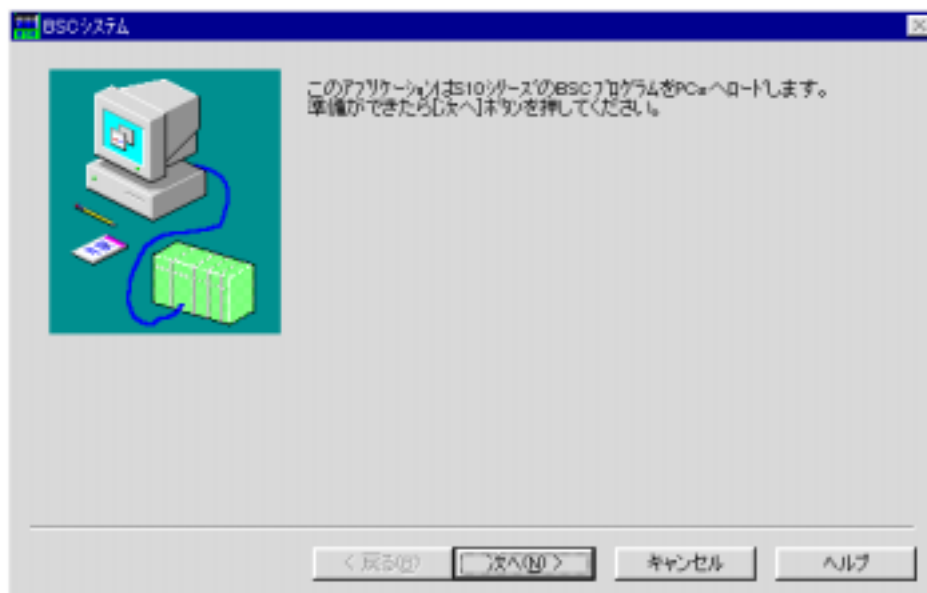 BSCシステム
このアプリケーションはS10シリーズのBSCプログラムをPCsへロードします。
準備ができたら[次へ]ボタンを押してください。
< 戻る(B)
次へ(N) >
キャンセル
ヘルプ